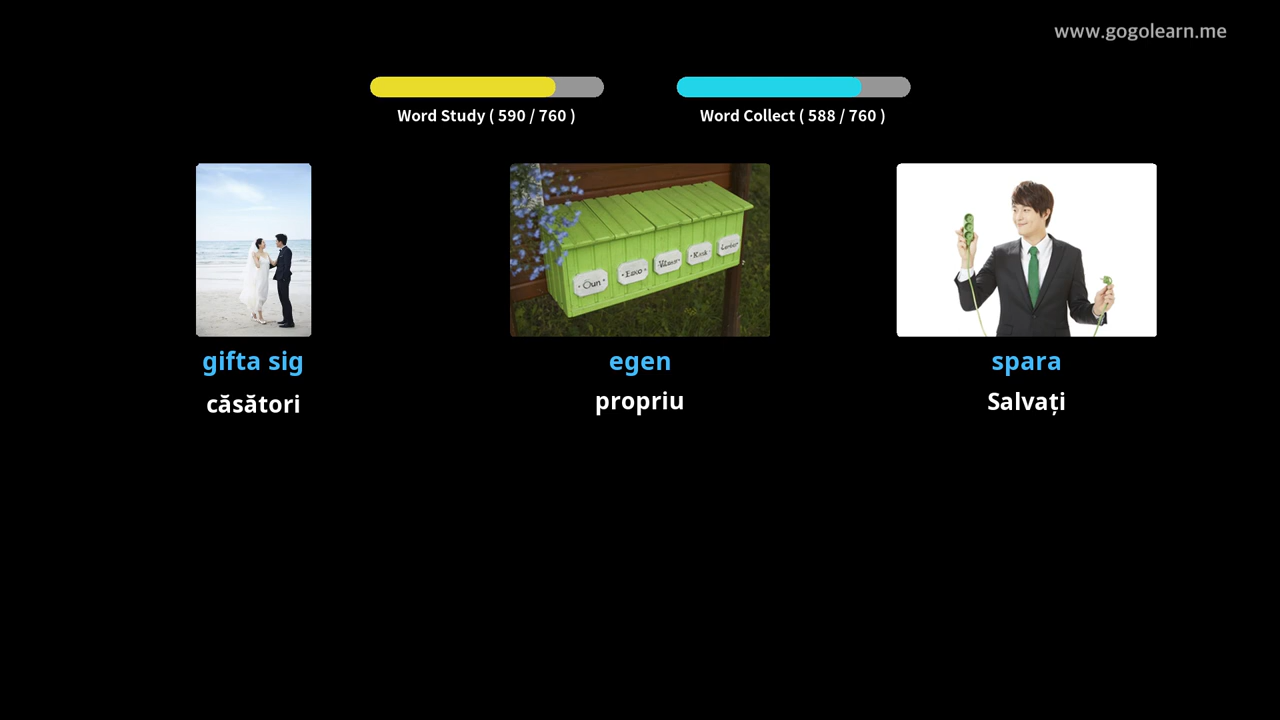 www.gogolearn.me
Word Study ( 590 / 760 )
Word Collect ( 588 / 760 )
gifta sig
egen
spara
căsători
propriu
Salvați